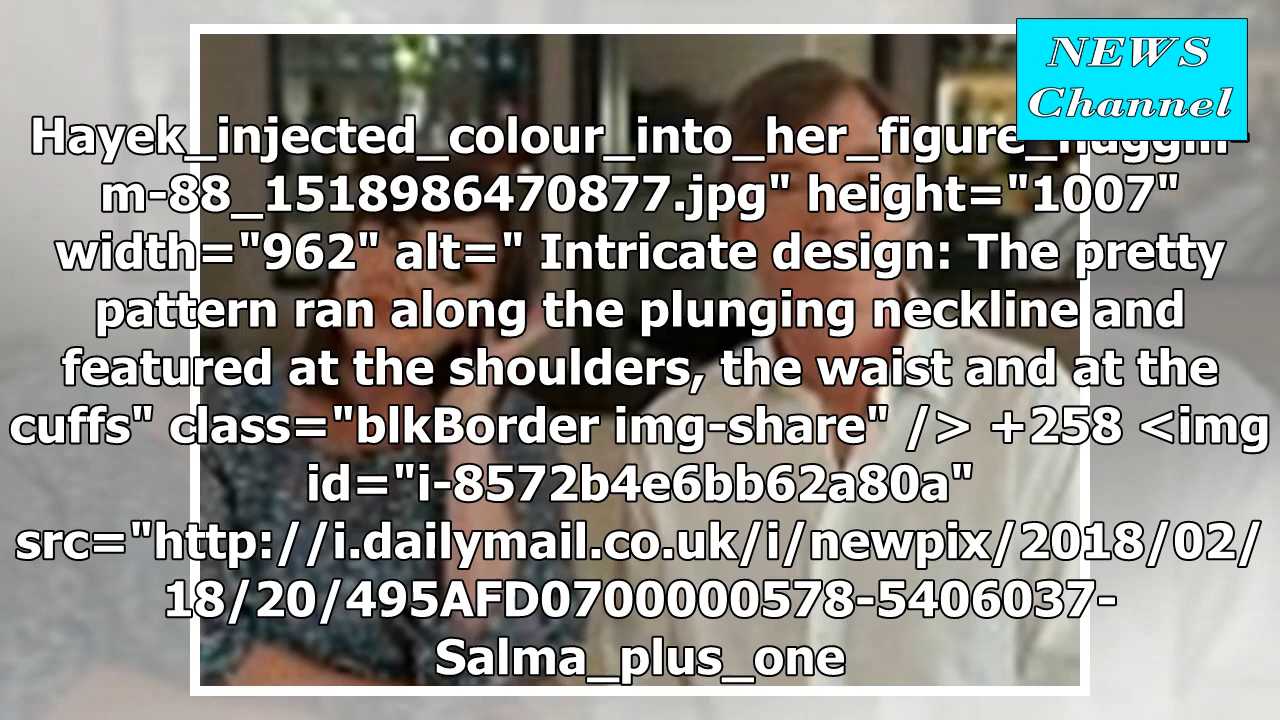 NEWS
Channel
Hayek_injected_colour_into_her_figure_
m-88_1518986470877.jpg" height="1007"
width="962" alt=" Intricate design: The pretty
pattern ran along the plunging neckline and
featured at the shoulders, the waist and at the
cuffs" class="blkBorder img-share" /> +258 <img
id="i-8572b4e6bb62a80a"
src="http://i.dailymail.co.uk/i/newpix/2018/02/
18/20/495AFD0700000578-5406037-
Salma_plus_one